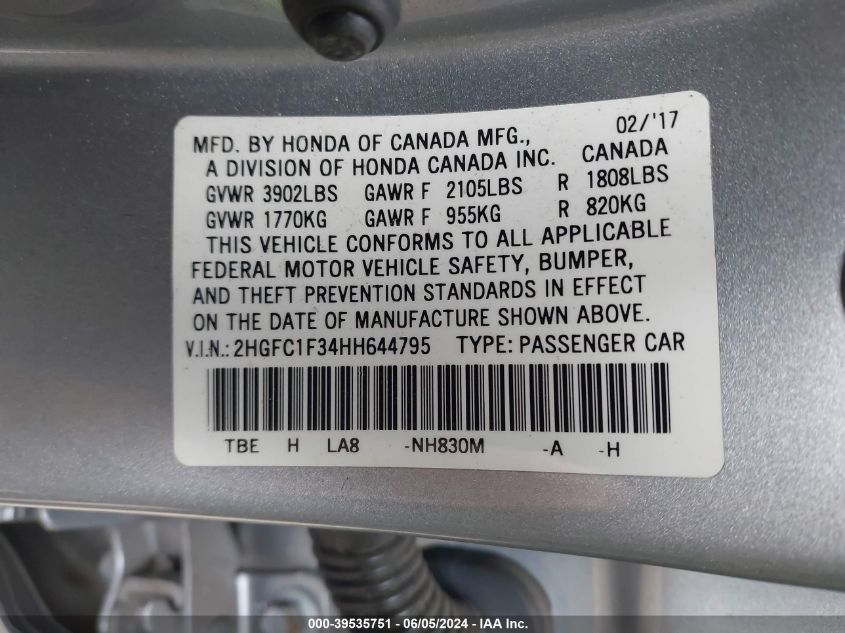 02/'17
MFD. BY HONDA OF CANADA MFG.,
A DIVISION OF HONDA CANADA INC. CANADA
GVWR 3902LBS GAWR F 2105LBS R 1808LBS
GVWR 1770KG GAWR F 955KG R 820KG
THIS VEHICLE CONFORMS TO ALL APPLICABLE
FEDERAL MOTOR VEHICLE SAFETY, BUMPER,
AND THEFT PREVENTION STANDARDS IN EFFECT
ON THE DATE OF MANUFACTURE SHOWN ABOVE.
V.I.N.: 2HGFC1F34HH644795 TYPE: PASSENGER CAR
TBE H LA8 -NH830M -A -H
000-39535751 - 06/05/2024 - IAA Inc.